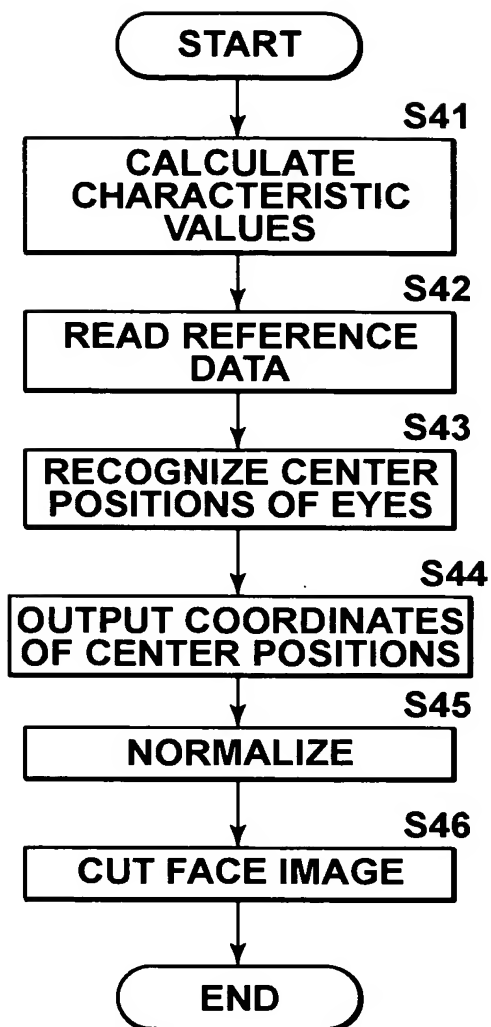 START
S41
CALCULATE
CHARACTERISTIC
VALUES
S42
READ REFERENCE
DATA
S43
RECOGNIZE CENTER
POSITIONS OF EYES
S44
OUTPUT COORDINATES
OF CENTER POSITIONS
S45
NORMALIZE
S46
CUT FACE IMAGE
END